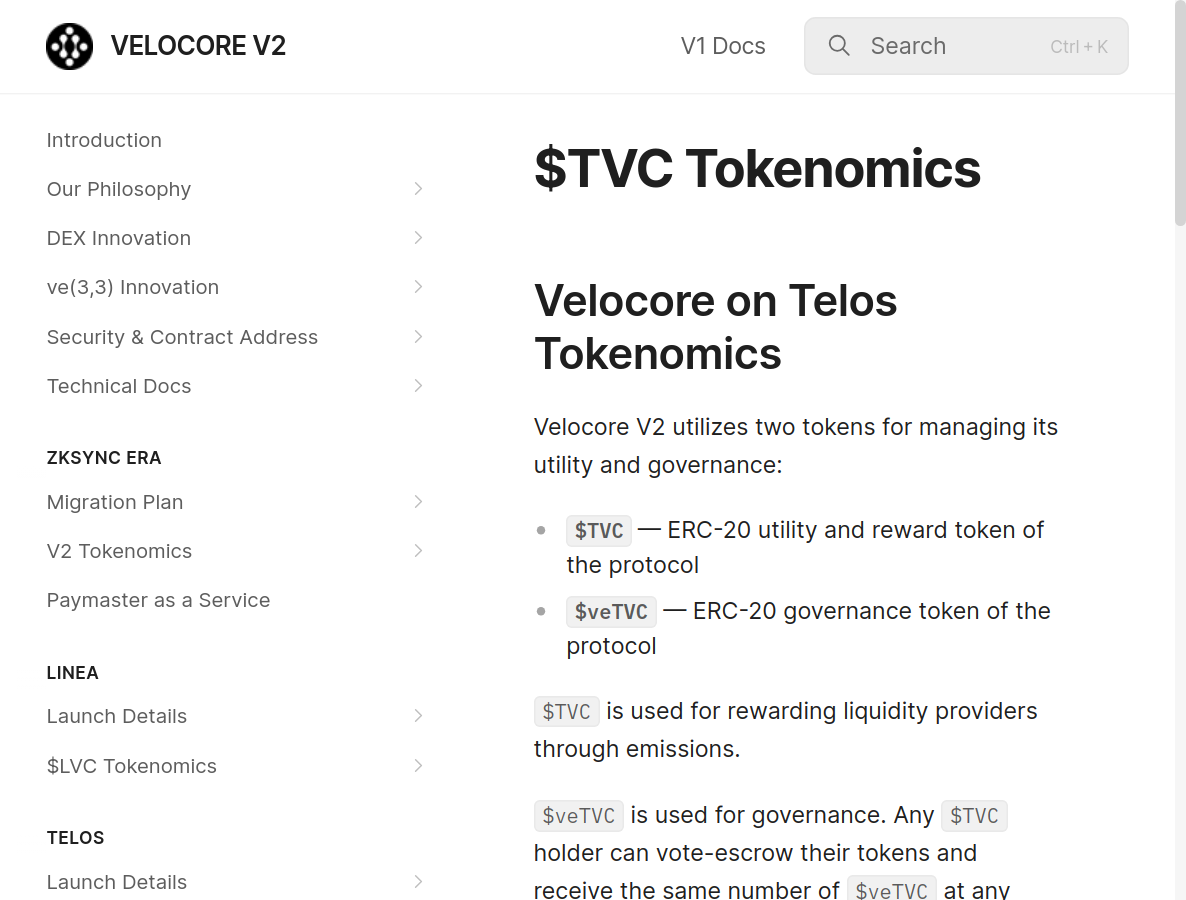 VELOCORE V2
V1 Docs
Search
Ctrl + K
Introduction
Our Philosophy
DEX Innovation
ve(3,3) Innovation
Security & Contract Address
Technical Docs
ZKSYNC ERA
Migration Plan
V2 Tokenomics
Paymaster as a Service
LINEA
Launch Details
$LVC Tokenomics
TELOS
Launch Details
$TVC Tokenomics
Velocore on Telos
Tokenomics
Velocore V2 utilizes two tokens for managing its
utility and governance:
$TVC — ERC-20 utility and reward token of
the protocol
$veTVC — ERC-20 governance token of the
protocol
$TVC is used for rewarding liquidity providers
through emissions.
$veTVC is used for governance. Any $TVC
holder can vote-escrow their tokens and
receive the same number of $veTVC at any